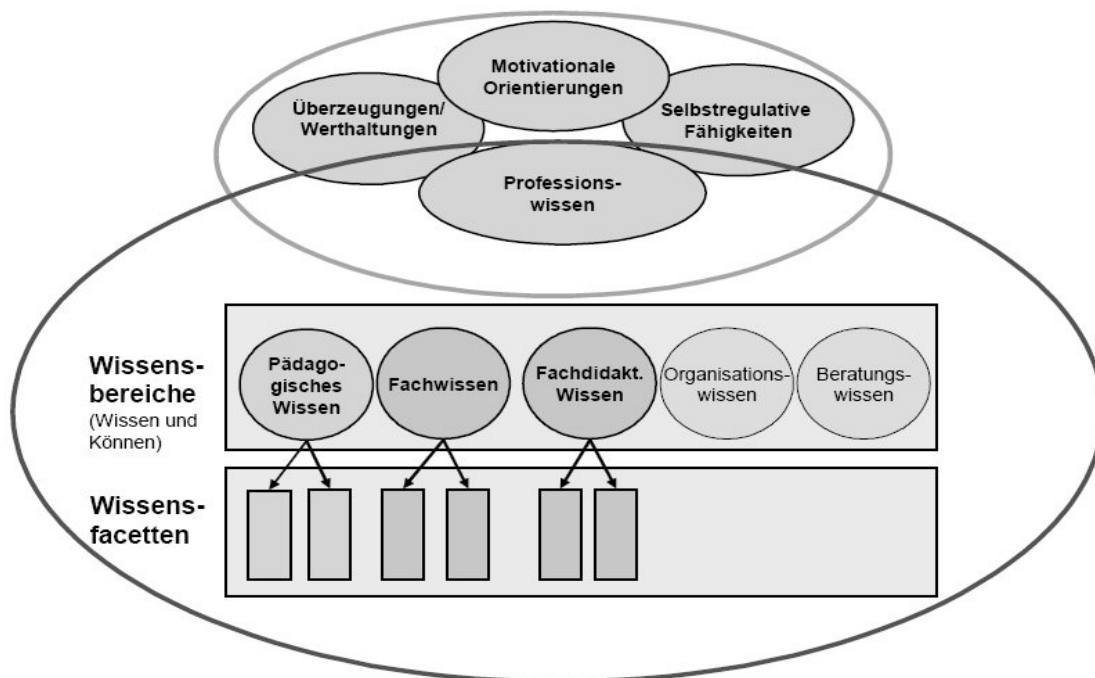 Motivationale
Orientierungen
Überzeugungen/
Werthaltungen
Selbstregulative
Fähigkeiten
Professions-
wissen
Wissens-
bereiche
(Wissen und
Können)
Pädago-
gisches
Wissen
Fachwissen
Fachdidakt.
Wissen
Organisations-
wissen
Beratungs-
wissen
Wissens-
facetten